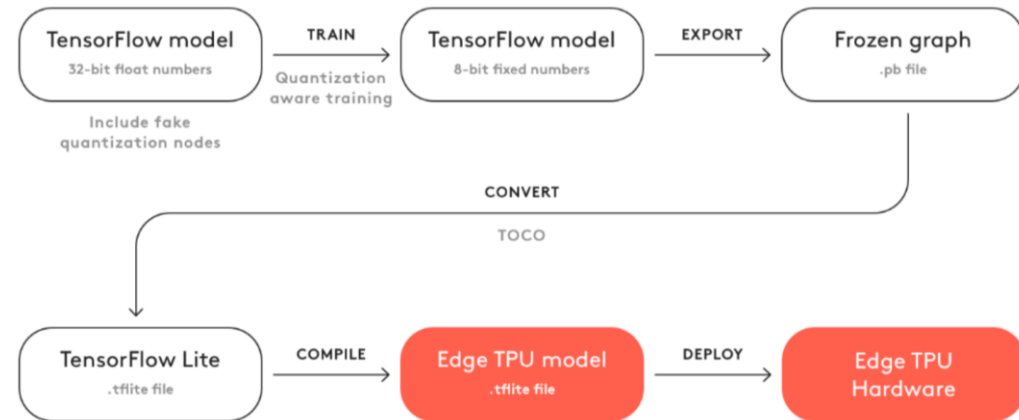 TensorFlow model
32-bit float numbers
Include fake
quantization nodes
TRAIN
Quantization
aware training
TensorFlow model
8-bit fixed numbers
EXPORT
Frozen graph
.pb file
CONVERT
TOCO
TensorFlow Lite
.tflite file
COMPILE
Edge TPU model
.tflite file
DEPLOY
Edge TPU
Hardware